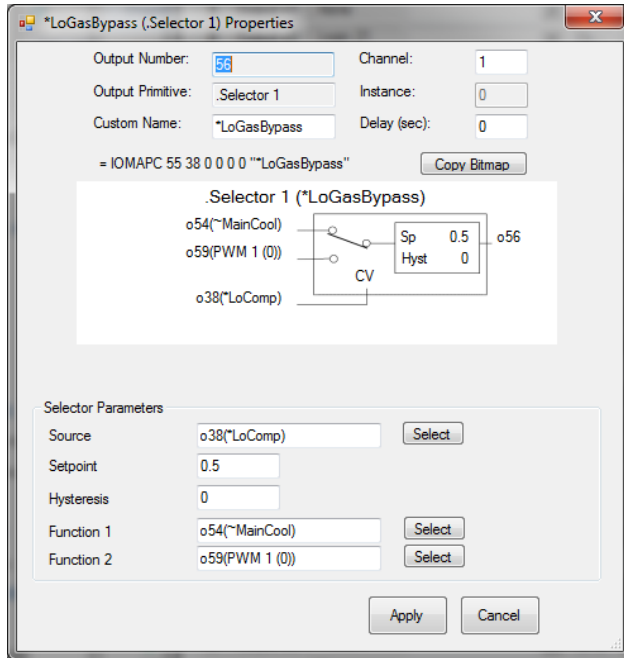 *LoGasBypass (.Selector 1) Properties
Output Number: 56 Channel: 1
Output Primitive: .Selector 1 Instance: 0
Custom Name: *LoGasBypass Delay (sec): 0
= IOMAPC 55 38 0 0 0 0 "*LoGasBypass" Copy Bitmap
.Selector 1 (*LoGasBypass)
o54(~MainCool)
Sp 0.5 o56
o59(PWM 1 (0))
Hyst 0
CV
o38(*LoComp)
Selector Parameters
Source o38(*LoComp) Select
Setpoint 0.5
Hysteresis 0
Function 1 o54(~MainCool) Select
Function 2 o59(PWM 1 (0)) Select
Apply Cancel